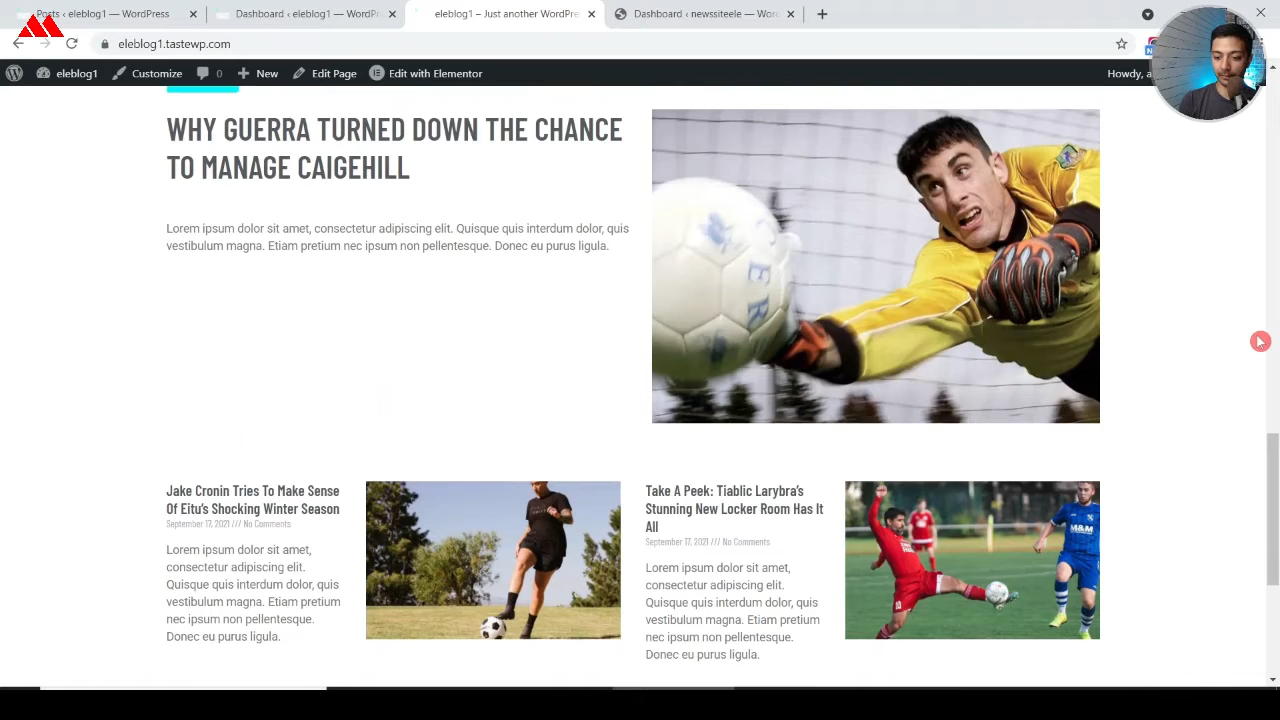 Posts ‹ eleblog1 — WordPress
Dashboard ‹ eleblog1 — WordPr
eleblog1 – Just another WordPre
Dashboard ‹ newssiteele — Word
eleblog1.tastewp.com
eleblog1
Customize
0
New
Edit Page
Edit with Elementor
Howdy, a
WHY GUERRA TURNED DOWN THE CHANCE
TO MANAGE CAIGEHILL
Lorem ipsum dolor sit amet, consectetur adipiscing elit. Quisque quis interdum dolor, quis
vestibulum magna. Etiam pretium nec ipsum non pellentesque. Donec eu purus ligula.
Jake Cronin Tries To Make Sense
Of Eitu’s Shocking Winter Season
September 17, 2021 /// No Comments
Lorem ipsum dolor sit amet,
consectetur adipiscing elit.
Quisque quis interdum dolor, quis
vestibulum magna. Etiam pretium
nec ipsum non pellentesque.
Donec eu purus ligula.
Take A Peek: Tiablic Larybra’s
Stunning New Locker Room Has It
All
September 17, 2021 /// No Comments
Lorem ipsum dolor sit amet,
consectetur adipiscing elit.
Quisque quis interdum dolor, quis
vestibulum magna. Etiam pretium
nec ipsum non pellentesque.
Donec eu purus ligula.
M&M